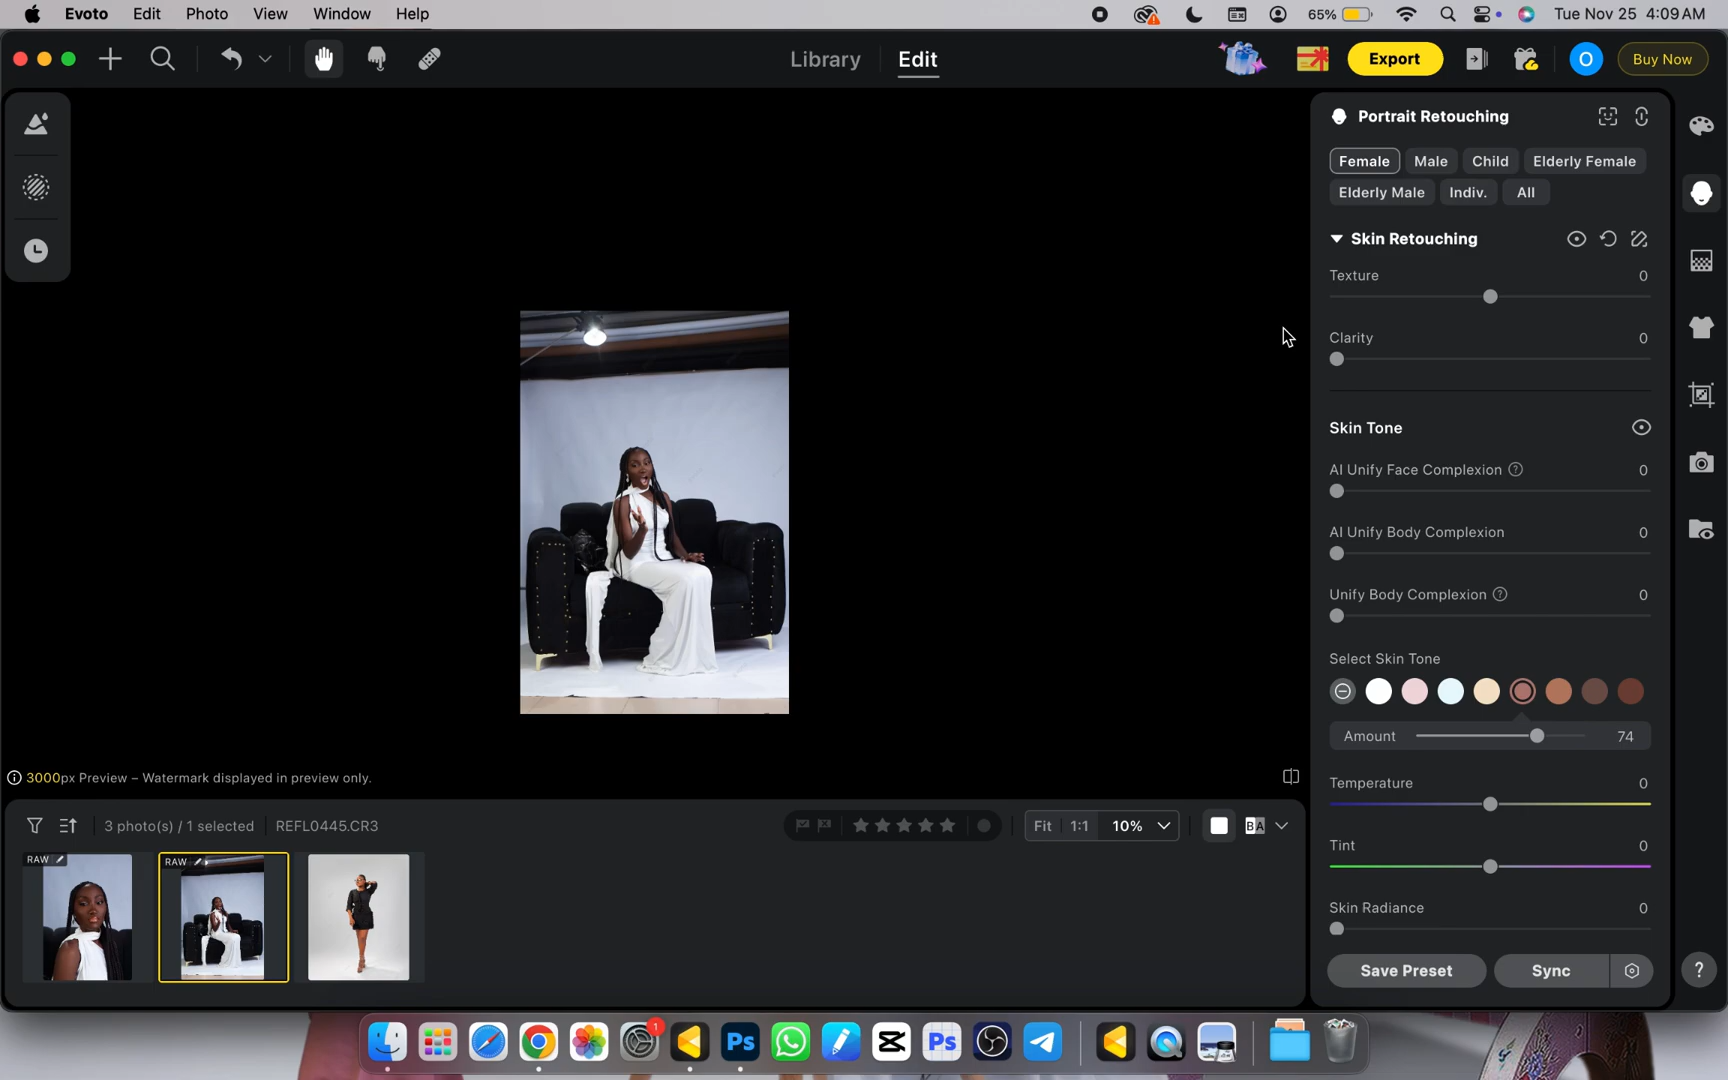 Evoto Edit Photo View Window Help 65% Tue Nov 25 4:09 AM
Library Edit Export O Buy Now
Portrait Retouching
Female Male Child Elderly Female
Elderly Male Indiv. All
Skin Retouching
Texture 0
Clarity 0
Skin Tone
AI Unify Face Complexion ? 0
AI Unify Body Complexion 0
Unify Body Complexion ? 0
Select Skin Tone
Amount 74
Temperature 0
Tint 0
Skin Radiance 0
Save Preset Sync
?
3000px Preview – Watermark displayed in preview only.
3 photo(s) / 1 selected REFL0445.CR3 Fit 1:1 10% BA
RAW RAW
1 Ps Ps